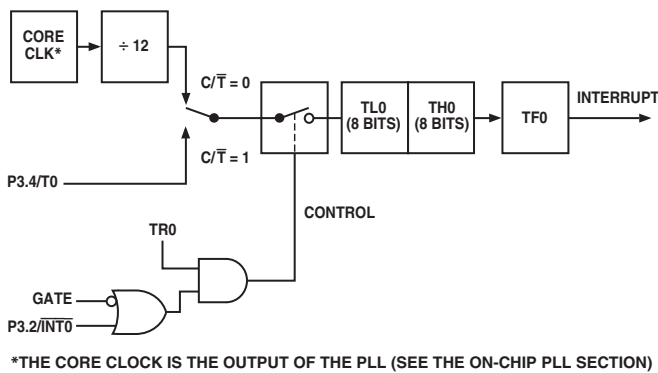 CORE
CLK*
÷ 12
C/T̅ = 0
TL0
(8 BITS)
TH0
(8 BITS)
TF0
INTERRUPT
C/T̅ = 1
P3.4/T0
CONTROL
TR0
GATE
P3.2/I̅N̅T̅0̅
*THE CORE CLOCK IS THE OUTPUT OF THE PLL (SEE THE ON-CHIP PLL SECTION)